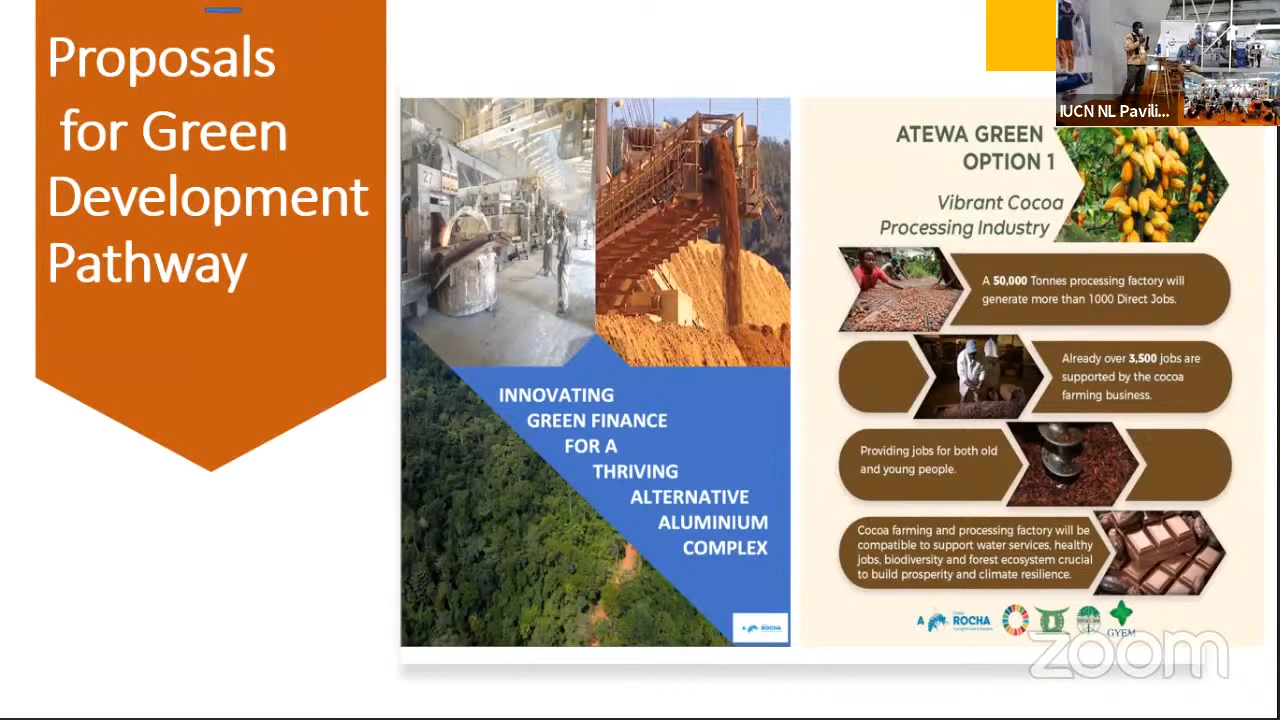 Proposals
for Green
Development
Pathway
INNOVATING
GREEN FINANCE
FOR A
THRIVING
ALTERNATIVE
ALUMINIUM
COMPLEX
27
A ROCHA
IUCN NL Pavili...
ATEWA GREEN
OPTION 1
Vibrant Cocoa
Processing Industry
A 50,000 Tonnes processing factory will
generate more than 1000 Direct Jobs.
Already over 3,500 jobs are
supported by the cocoa
farming business.
Providing jobs for both old
and young people.
Cocoa farming and processing factory will be
compatible to support water services, healthy
jobs, biodiversity and forest ecosystem crucial
to build prosperity and climate resilience.
A ROCHA
GYEM
zoom